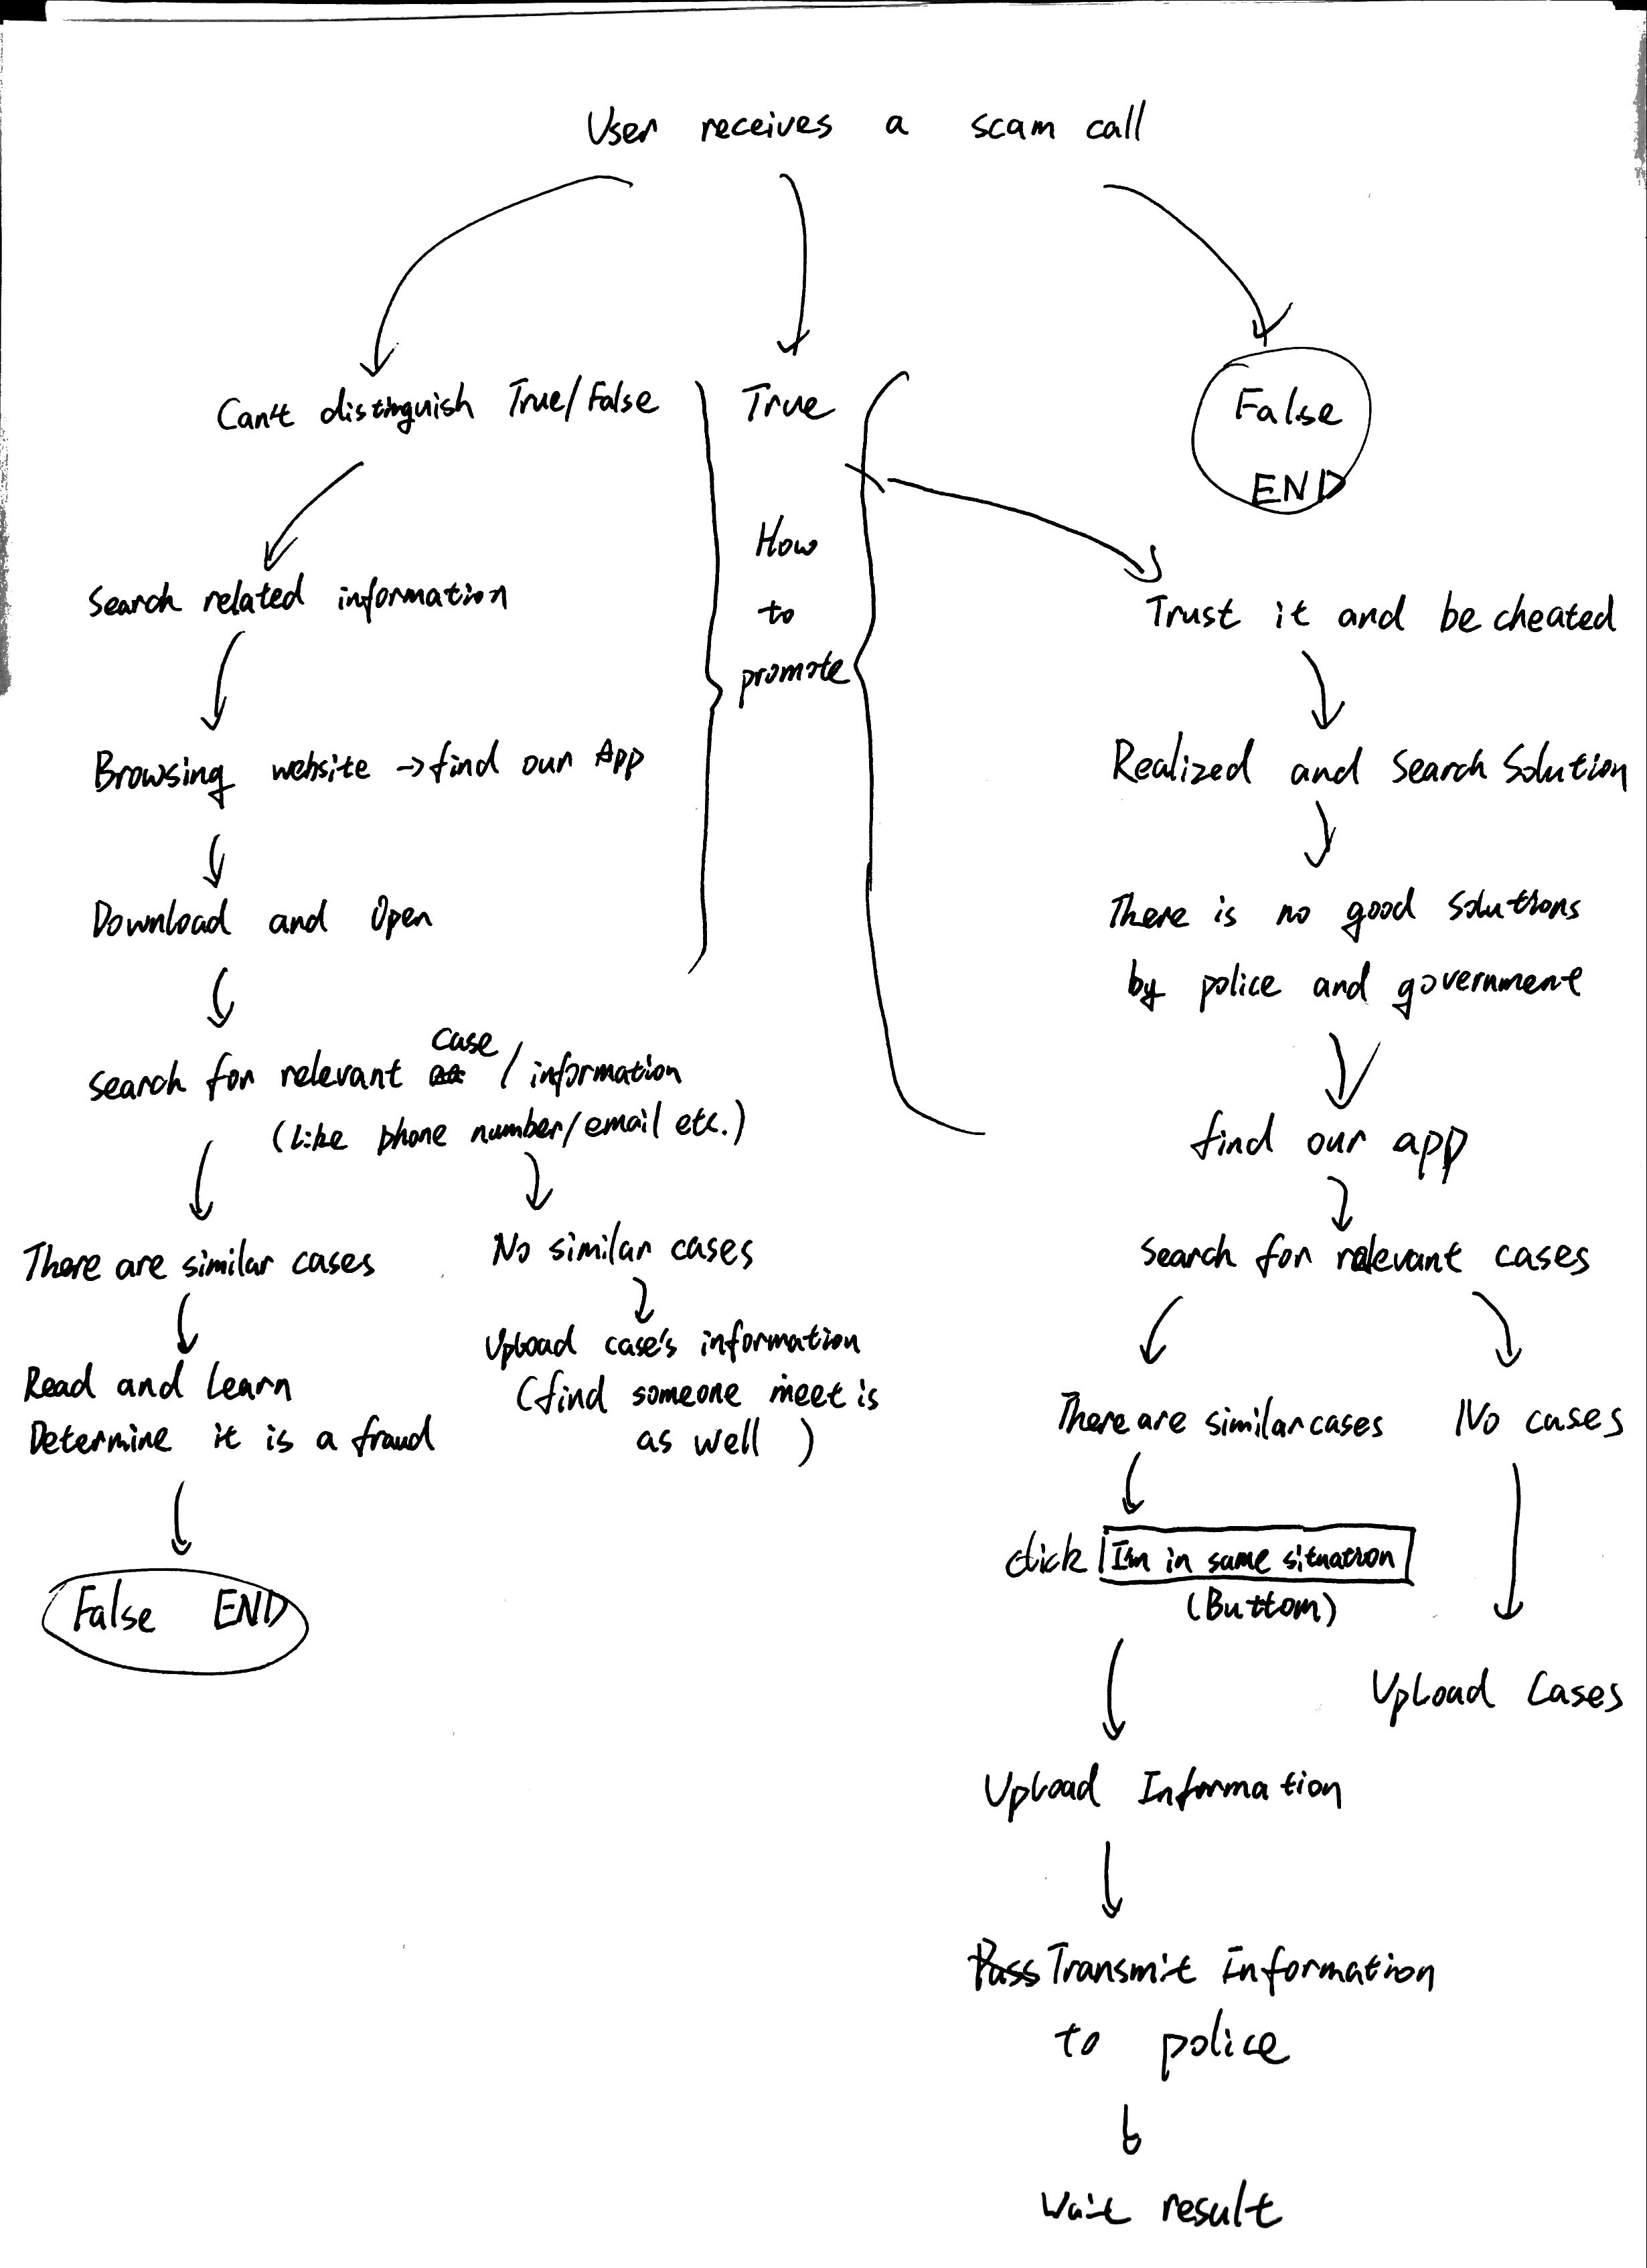 User receives a scam call
Can't distinguish True/False
True
False
END
How
to
promote
Search related information
Browsing website → find our App
Download and Open
Search for relevant case / information
(Like phone number/email etc.)
There are similar cases
No similar cases
Read and Learn
Determine it is a fraud
Upload case's information
(find someone meet is
as well)
False END
Trust it and be cheated
Realized and Search Solution
There is no good solutions
by police and government
find our app
Search for relevant cases
There are similar cases
No cases
click I'm in same situation
(Buttom)
Upload Cases
Upload Information
Pass Transmit Information
to police
Wait result